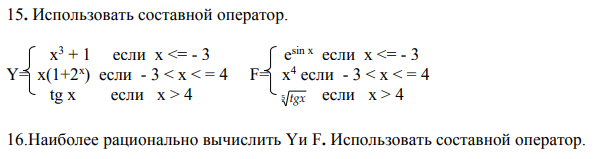 15. Использовать составной оператор.
x³ + 1 если x <= - 3 e^sin x если x <= - 3
Y= x(1+2ˣ) если - 3 < x < = 4 F= x⁴ если - 3 < x < = 4
tg x если x > 4 ⁵√tgx если x > 4
16.Наиболее рационально вычислить Yи F. Использовать составной оператор.